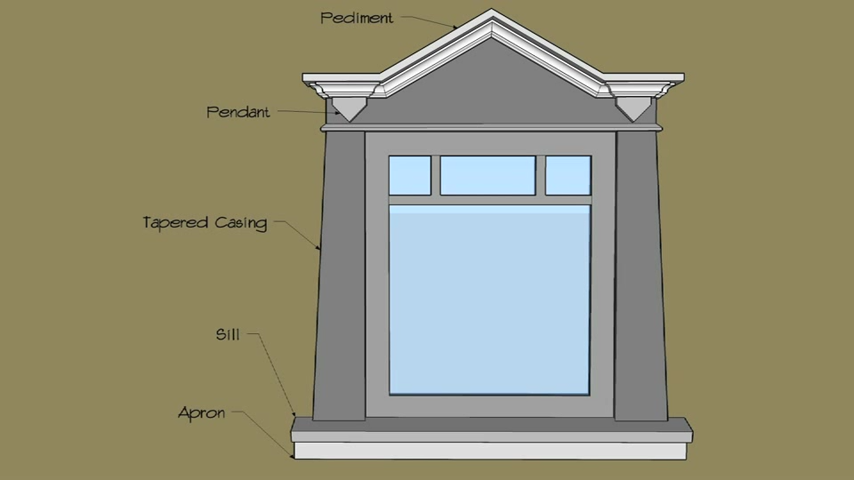 Pediment
Pendant
Tapered Casing
Sill
Apron